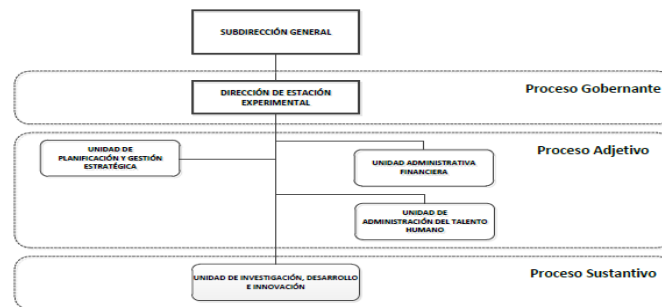 SUBDIRECCIÓN GENERAL
Proceso Gobernante
DIRECCIÓN DE ESTACIÓN
EXPERIMENTAL
Proceso Adjetivo
UNIDAD DE
PLANIFICACIÓN Y GESTIÓN
ESTRATÉGICA
UNIDAD ADMINISTRATIVA
FINANCIERA
UNIDAD DE
ADMINISTRACIÓN DEL TALENTO
HUMANO
Proceso Sustantivo
UNIDAD DE INVESTIGACIÓN, DESARROLLO
E INNOVACIÓN